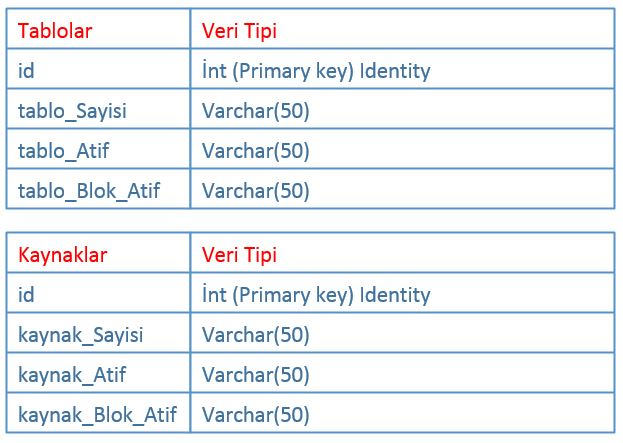 Tablolar Veri Tipi
id İnt (Primary key) Identity
tablo_Sayisi Varchar(50)
tablo_Atif Varchar(50)
tablo_Blok_Atif Varchar(50)
Kaynaklar Veri Tipi
id İnt (Primary key) Identity
kaynak_Sayisi Varchar(50)
kaynak_Atif Varchar(50)
kaynak_Blok_Atif Varchar(50)